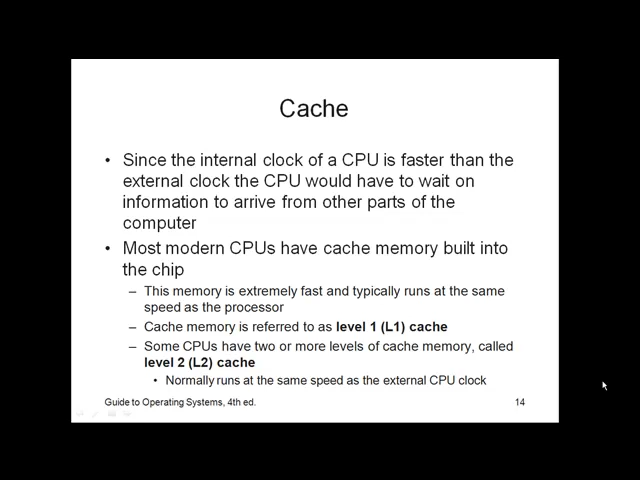 Cache
• Since the internal clock of a CPU is faster than the
external clock the CPU would have to wait on
information to arrive from other parts of the
computer
• Most modern CPUs have cache memory built into
the chip
– This memory is extremely fast and typically runs at the same
speed as the processor
– Cache memory is referred to as level 1 (L1) cache
– Some CPUs have two or more levels of cache memory, called
level 2 (L2) cache
• Normally runs at the same speed as the external CPU clock
Guide to Operating Systems, 4th ed. 14